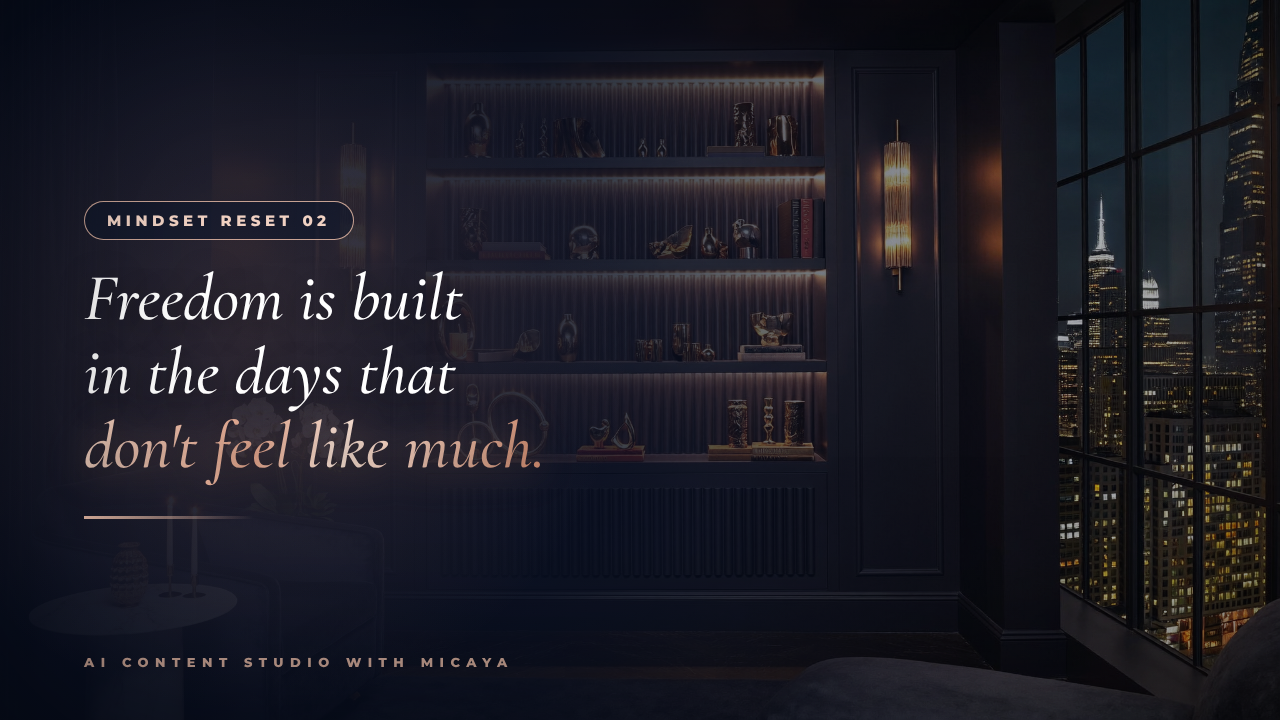 MINDSET RESET 02
Freedom is built
in the days that
don't feel like much.
AI CONTENT STUDIO WITH MICAYA